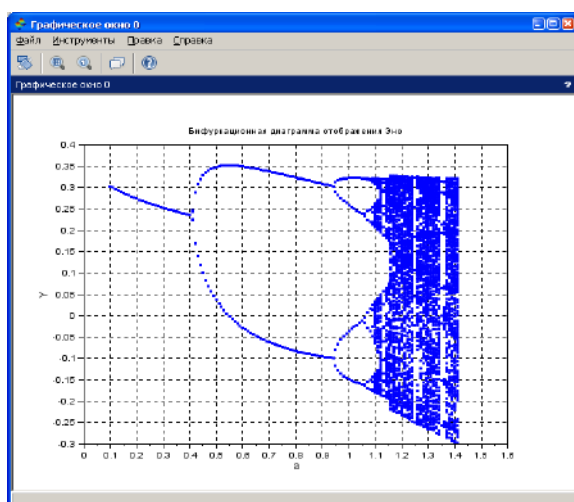 Графическое окно 0
Файл Инструменты Правка Справка
Графическое окно 0 ?
Бифуркационная диаграмма отображения Эно
0.4
0.35
0.3
0.25
0.2
0.15
0.1
0.05
0
-0.05
-0.1
-0.15
-0.2
-0.25
-0.3
Y
0 0.1 0.2 0.3 0.4 0.5 0.6 0.7 0.8 0.9 1 1.1 1.2 1.3 1.4 1.5 1.6
a